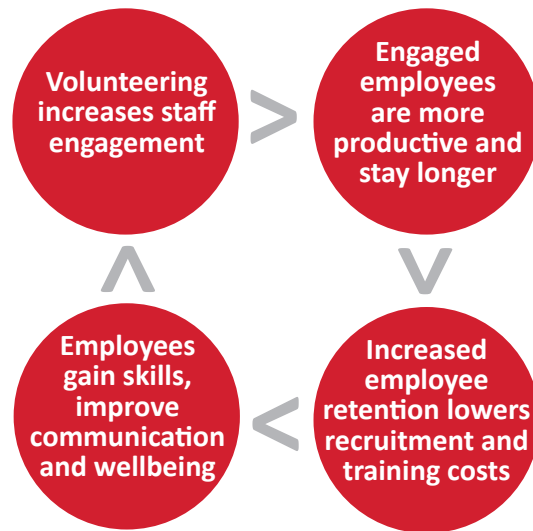 Volunteering
increases staff
engagement
>
Engaged
employees
are more
productive and
stay longer
>
Increased
employee
retention lowers
recruitment and
training costs
>
Employees
gain skills,
improve
communication
and wellbeing
>